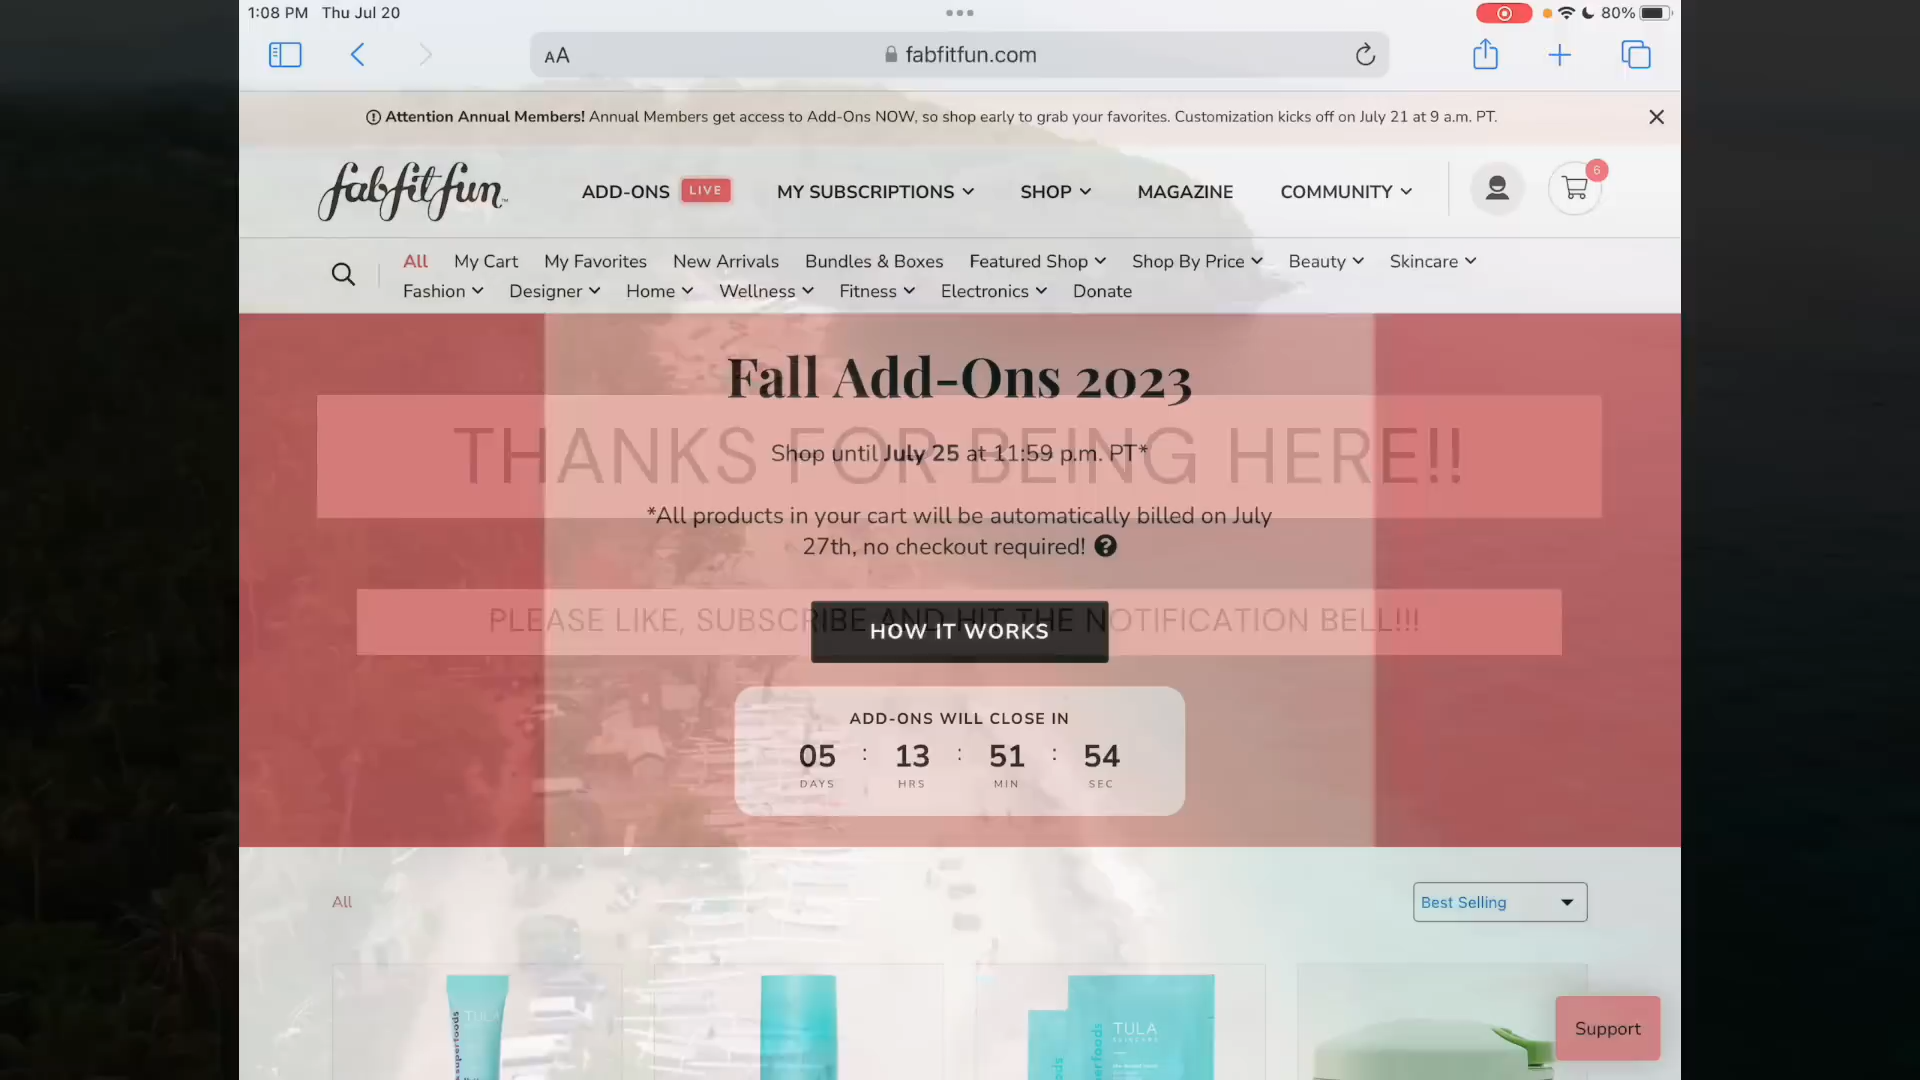 1:08 PM Thu Jul 20
80%
AA
fabfitfun.com
Attention Annual Members! Annual Members get access to Add-Ons NOW, so shop early to grab your favorites. Customization kicks off on July 21 at 9 a.m. PT.
fabfitfun
ADD-ONS LIVE MY SUBSCRIPTIONS SHOP MAGAZINE COMMUNITY 6
All My Cart My Favorites New Arrivals Bundles & Boxes Featured Shop Shop By Price Beauty Skincare
Fashion Designer Home Wellness Fitness Electronics Donate
Fall Add-Ons 2023
THANKS FOR BEING HERE!!
Shop until July 25 at 11:59 p.m. PT*
*All products in your cart will be automatically billed on July
27th, no checkout required!
PLEASE LIKE, SUBSCRIBE AND HIT THE NOTIFICATION BELL!!!
HOW IT WORKS
ADD-ONS WILL CLOSE IN
05 : 13 : 51 : 54
DAYS HRS MIN SEC
All
Best Selling
TULA
superfoods
TULA
SKINCARE
Support